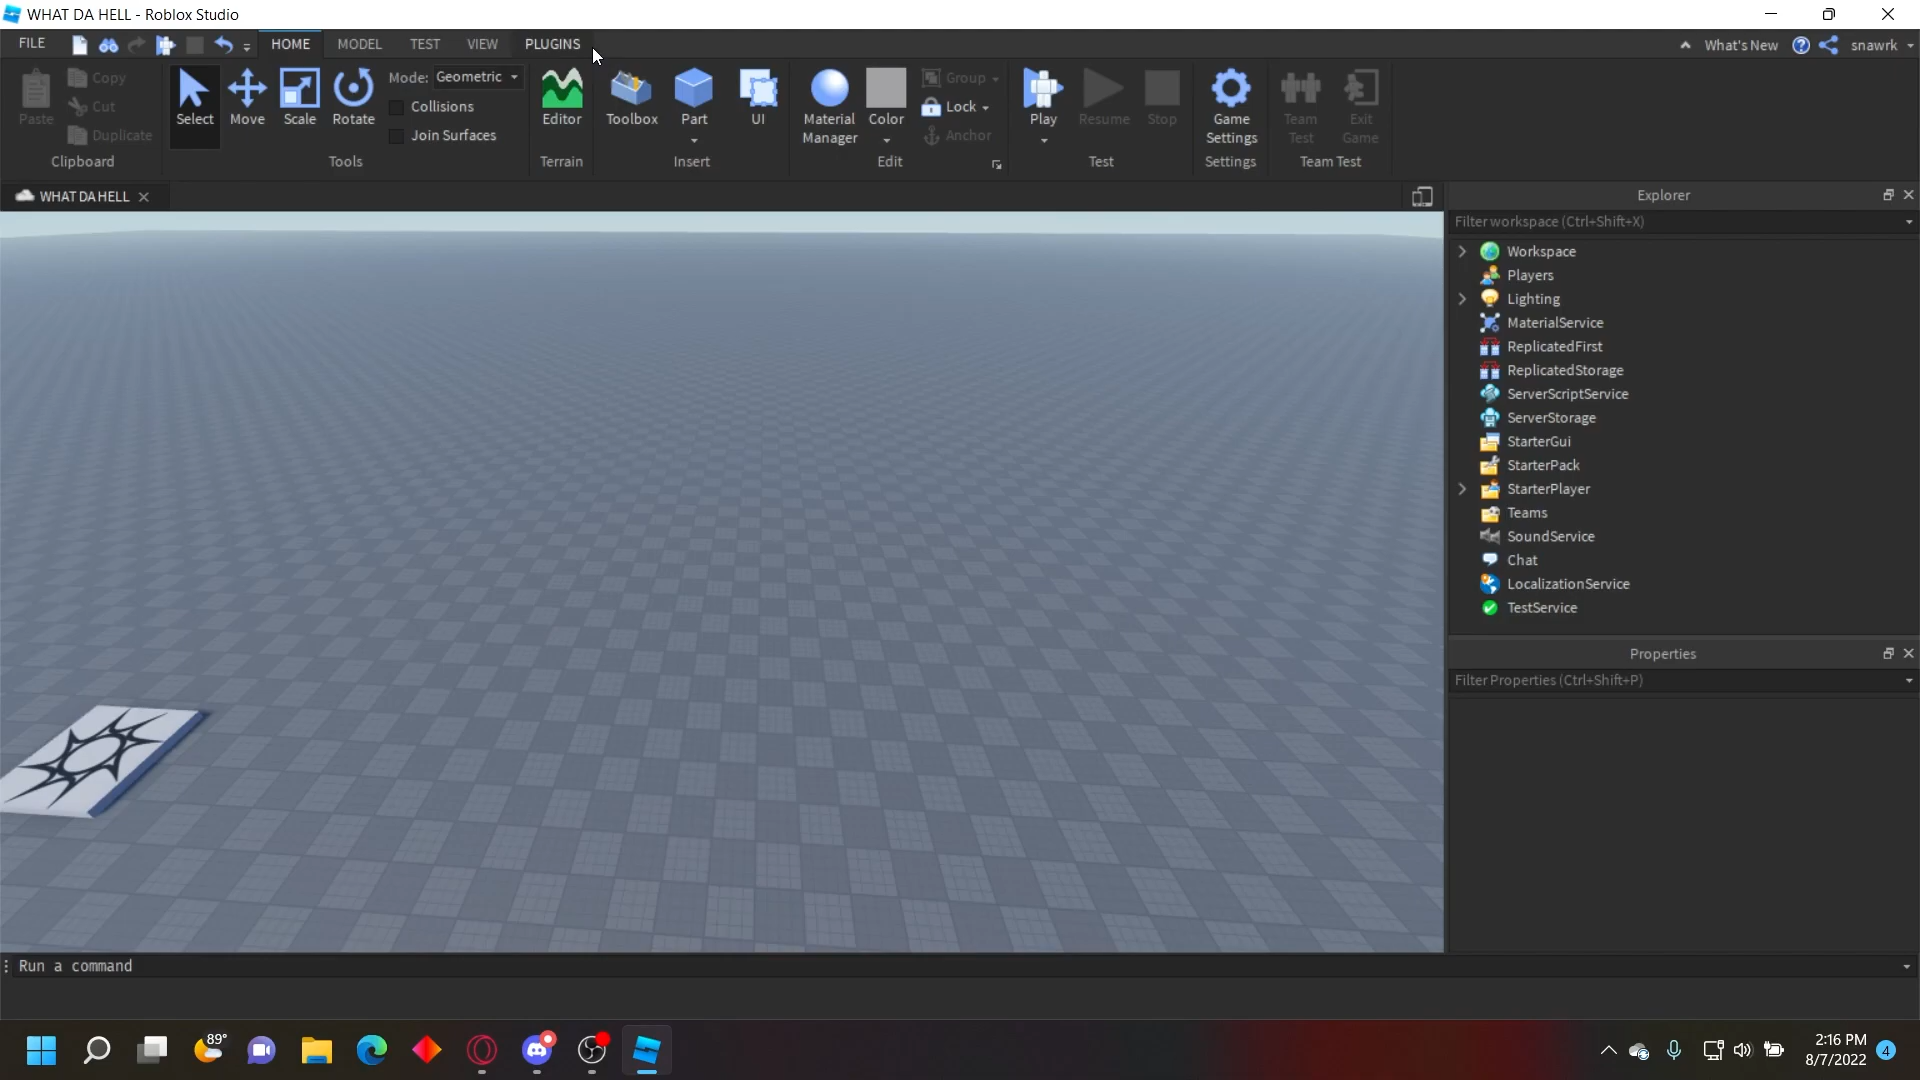 WHAT DA HELL - Roblox Studio
FILE HOME MODEL TEST VIEW PLUGINS What's New snawrk
Paste Copy Cut Duplicate
Clipboard
Select Move Scale Rotate
Mode: Geometric
Collisions
Join Surfaces
Tools
Editor
Terrain
Toolbox Part UI
Insert
Material Manager Color
Group
Lock
Anchor
Edit
Play Resume Stop
Test
Game Settings
Settings
Team Test Exit Game
Team Test
WHAT DA HELL
Explorer
Filter workspace (Ctrl+Shift+X)
Workspace
Players
Lighting
MaterialService
ReplicatedFirst
ReplicatedStorage
ServerScriptService
ServerStorage
StarterGui
StarterPack
StarterPlayer
Teams
SoundService
Chat
LocalizationService
TestService
Properties
Filter Properties (Ctrl+Shift+P)
Run a command
89°
2:16 PM
8/7/2022
4